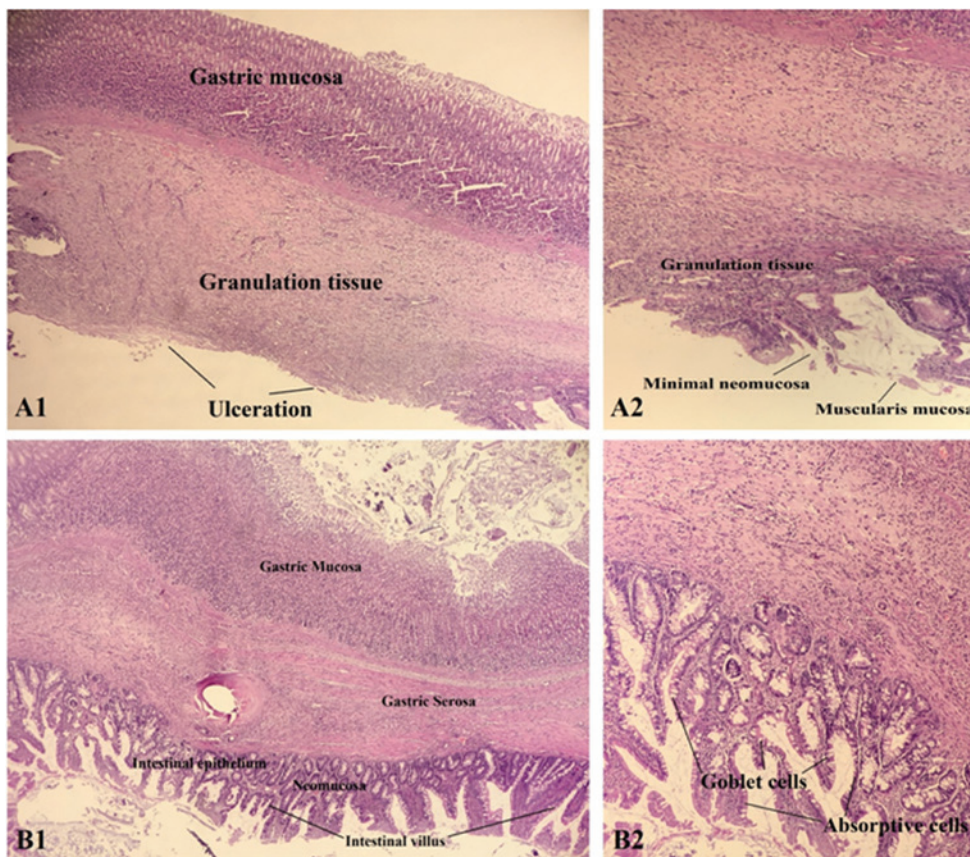 Gastric mucosa
Granulation tissue
Ulceration
A1
Granulation tissue
Minimal neomucosa
Muscularis mucosa
A2
Gastric Mucosa
Gastric Serosa
Intestinal epithelium
Neomucosa
Intestinal villus
B1
Goblet cells
Absorptive cells
B2